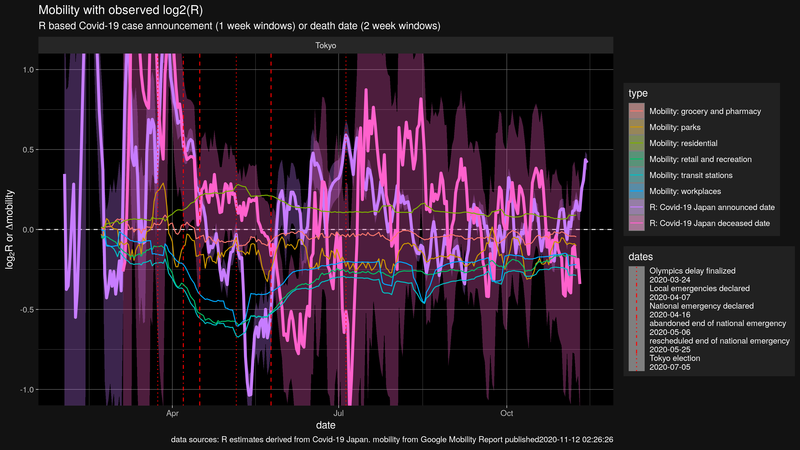 Mobility with observed log2(R)
R based Covid-19 case announcement (1 week windows) or death date (2 week windows)
Tokyo
1.0
0.5
0.0
-0.5
-1.0
log₂R or Δmobility
Apr
Jul
Oct
date
data sources: R estimates derived from Covid-19 Japan. mobility from Google Mobility Report published2020-11-12 02:26:26
type
Mobility: grocery and pharmacy
Mobility: parks
Mobility: residential
Mobility: retail and recreation
Mobility: transit stations
Mobility: workplaces
R: Covid-19 Japan announced date
R: Covid-19 Japan deceased date
dates
Olympics delay finalized
2020-03-24
Local emergencies declared
2020-04-07
National emergency declared
2020-04-16
abandoned end of national emergency
2020-05-06
rescheduled end of national emergency
2020-05-25
Tokyo election
2020-07-05